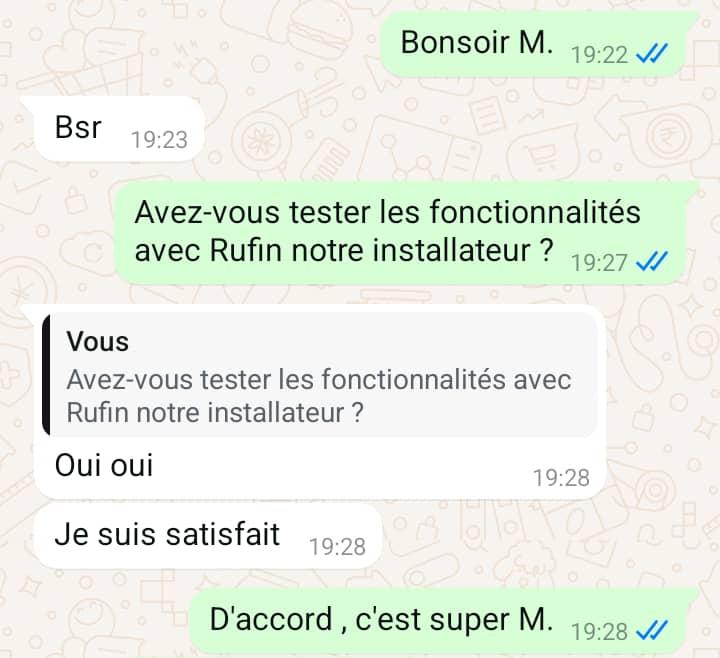 Bonsoir M. 19:22
Bsr 19:23
Avez-vous tester les fonctionnalités
avec Rufin notre installateur ? 19:27
Vous
Avez-vous tester les fonctionnalités avec
Rufin notre installateur ?
Oui oui 19:28
Je suis satisfait 19:28
D'accord , c'est super M. 19:28